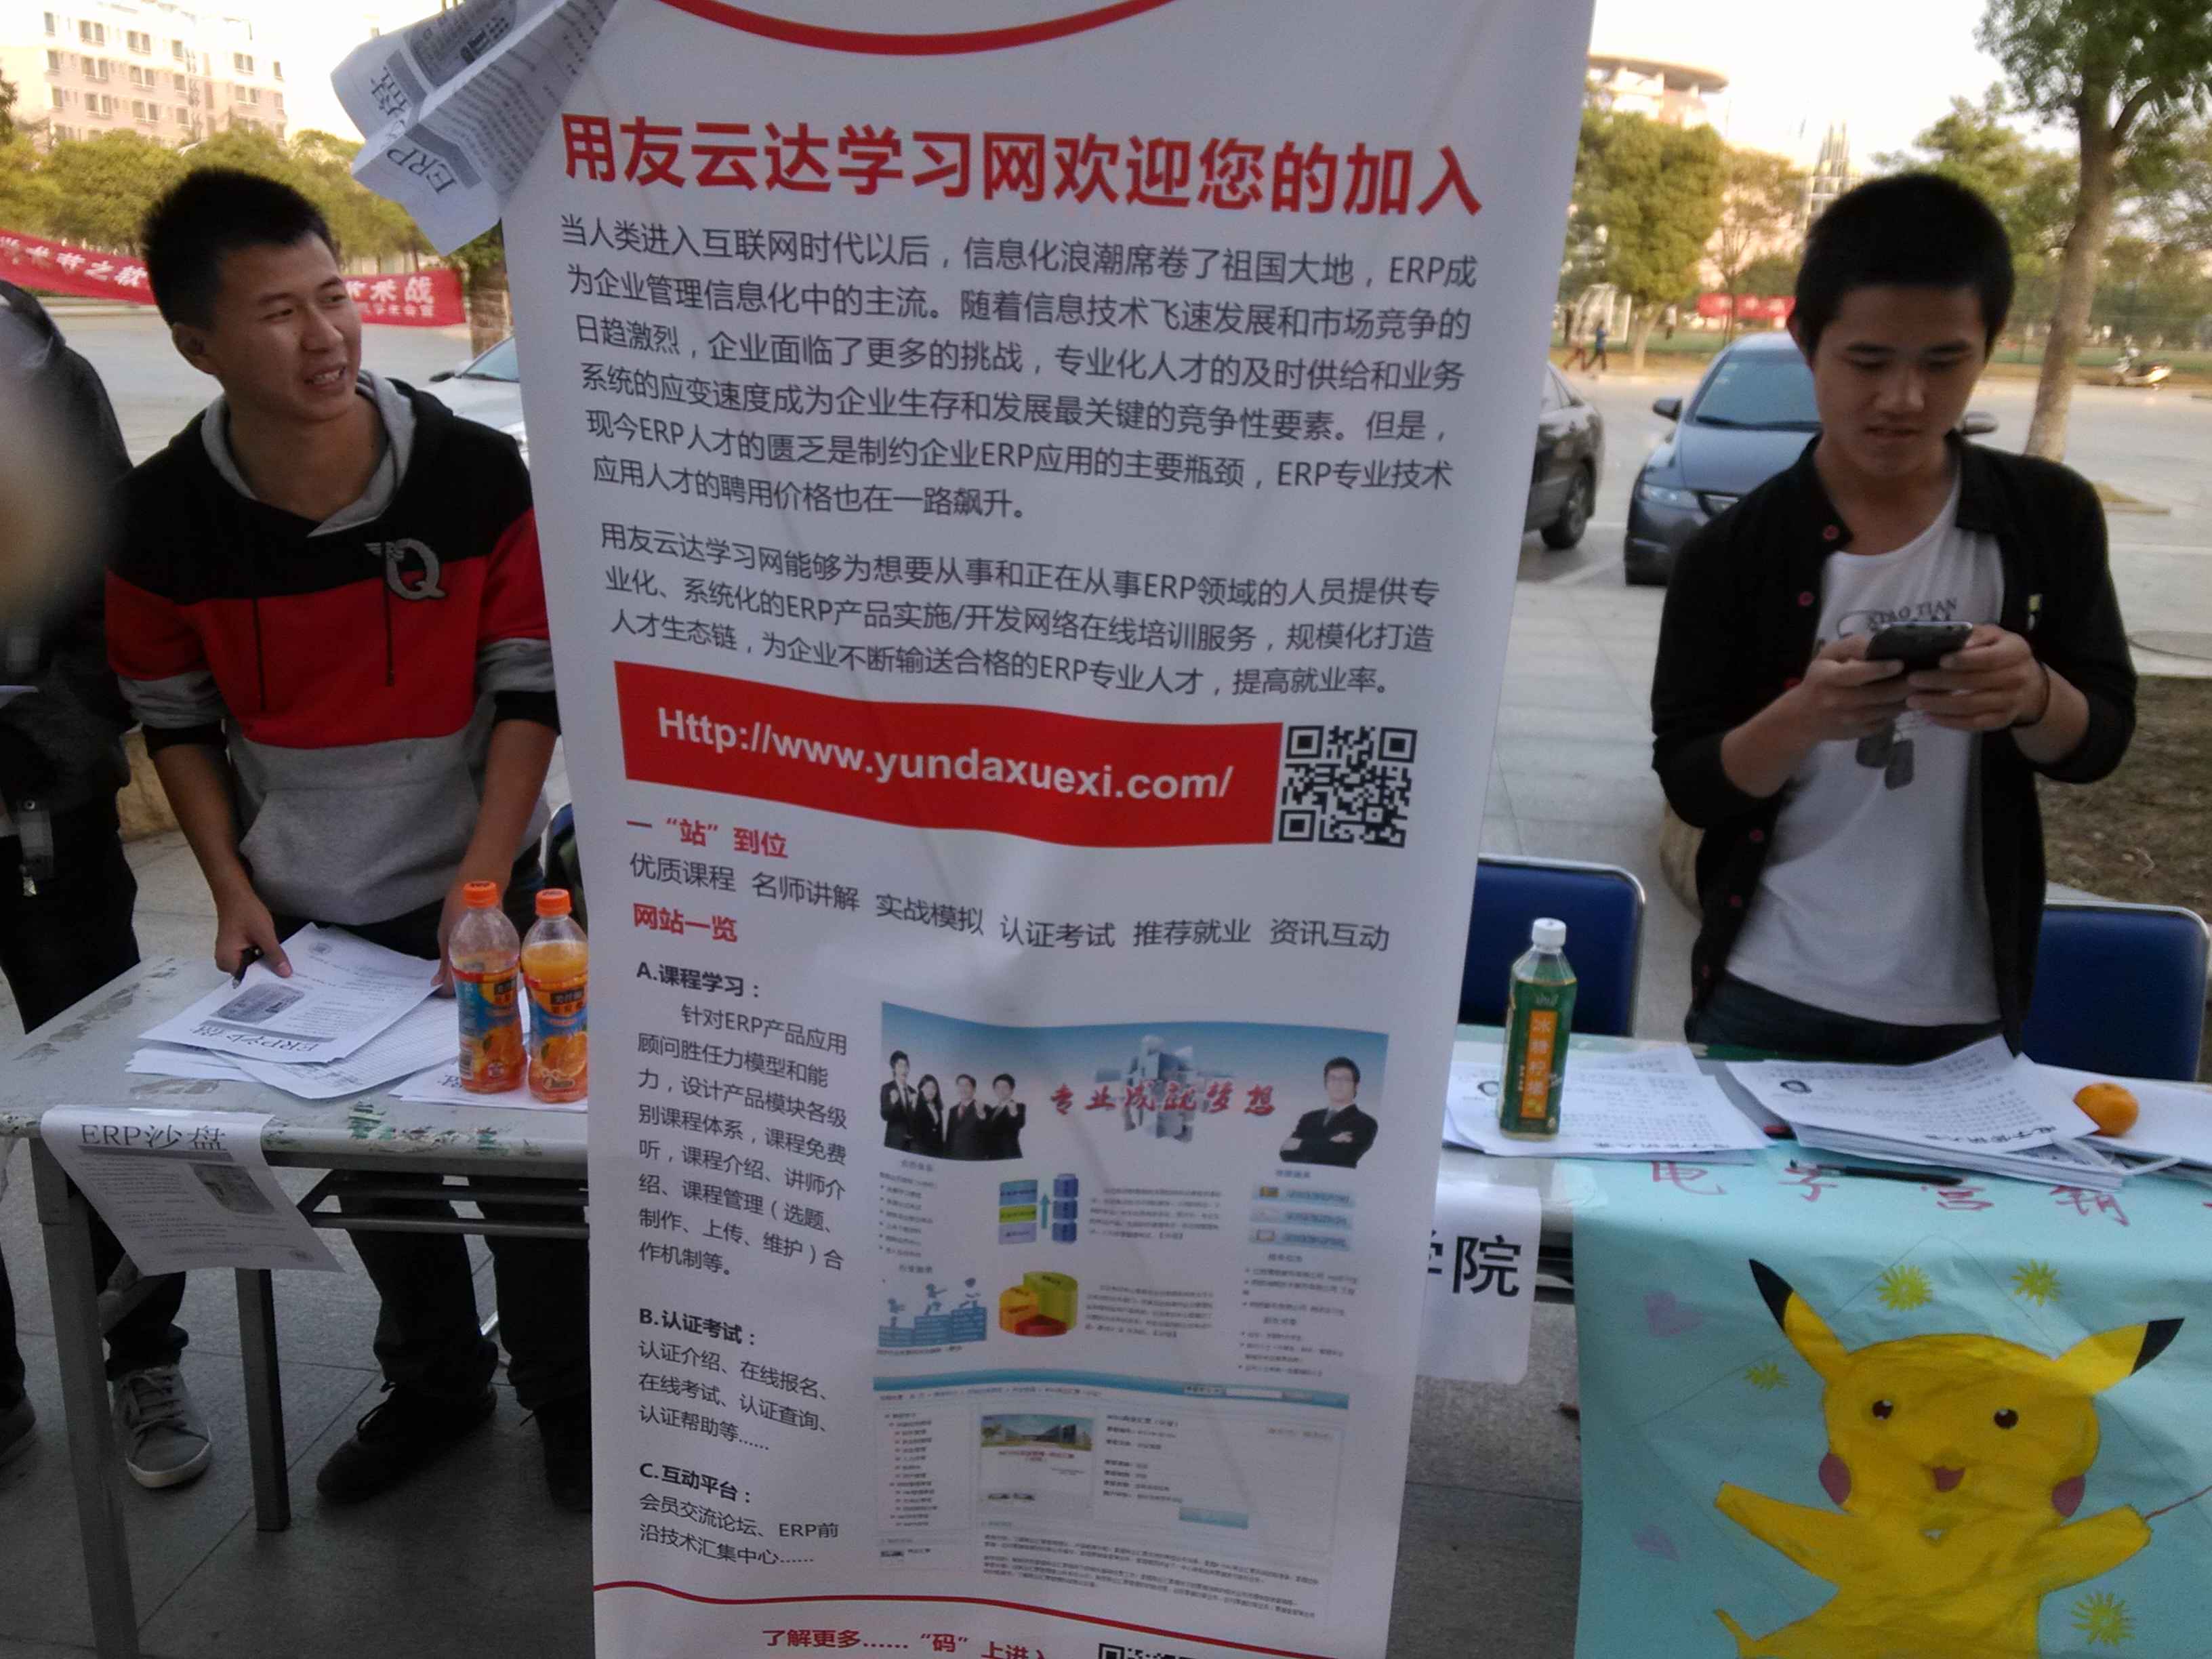 用友云达学习网欢迎您的加入
当人类进入互联网时代以后，信息化浪潮席卷了祖国大地，ERP成
为企业管理信息化中的主流。随着信息技术飞速发展和市场竞争的
日趋激烈，企业面临了更多的挑战，专业化人才的及时供给和业务
系统的应变速度成为企业生存和发展最关键的竞争性要素。但是，
现今ERP人才的匮乏是制约企业ERP应用的主要瓶颈，ERP专业技术
应用人才的聘用价格也在一路飙升。
用友云达学习网能够为想要从事和正在从事ERP领域的人员提供专
业化、系统化的ERP产品实施/开发网络在线培训服务，规模化打造
人才生态链，为企业不断输送合格的ERP专业人才，提高就业率。
Http://www.yundaxuexi.com/
一“站”到位
优质课程 名师讲解 实战模拟 认证考试 推荐就业 资讯互动
网站一览
A.课程学习：
针对ERP产品应用
顾问胜任力模型和能
力，设计产品模块各级
别课程体系，课程免费
听，课程介绍、讲师介
绍、课程管理（选题、
制作、上传、维护）合
作机制等。
B.认证考试：
认证介绍、在线报名、
在线考试、认证查询、
认证帮助等……
C.互动平台：
会员交流论坛、ERP前
沿技术汇集中心……
专业成就梦想
了解更多……“码”上进入
ERP沙盘
ERP沙盘
ERP
术战
Q
XIAO TIAN
冰糖柠檬
学院
电子营销